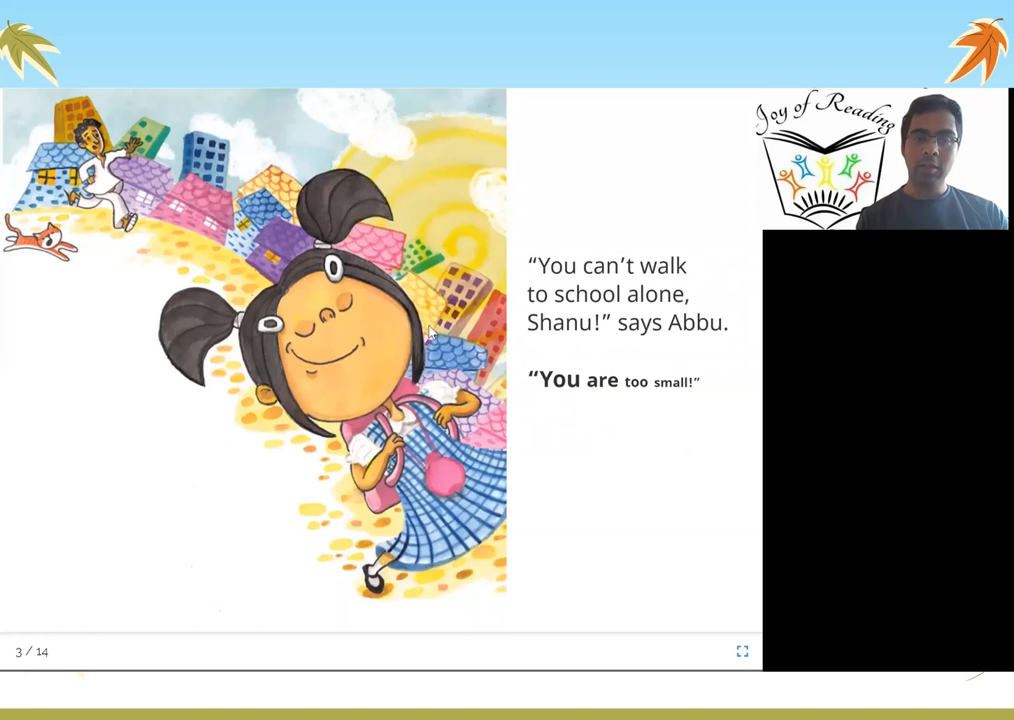 Joy of Reading
“You can’t walk
to school alone,
Shanu!” says Abbu.
“You are too small!”
3 / 14